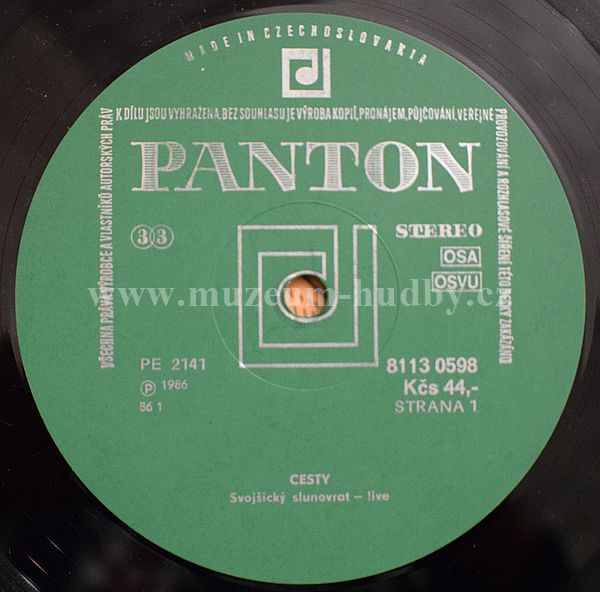 MADE IN CZECHOSLOVAKIA
VŠECHNA PRÁVA VÝROBCE A VLASTNÍKŮ AUTORSKÝCH PRÁV
K DÍLU JSOU VYHRAŽENA. BEZ SOUHLASU JE VÝROBA KOPIÍ, PRONÁJEM, PŮJČOVÁNÍ, VEŘEJNÉ
PROVOZOVÁNÍ A ROZHLASOVÉ ŠÍŘENÍ TÉTO DESKY ZAKÁZÁNO
PANTON
33
STEREO
OSA
OSVU
www.muzeum-hudby.cz
PE 2141
8113 0598
Ⓟ 1986
Kčs 44,-
86 1
STRANA 1
CESTY
Svojšický slunovrat – live